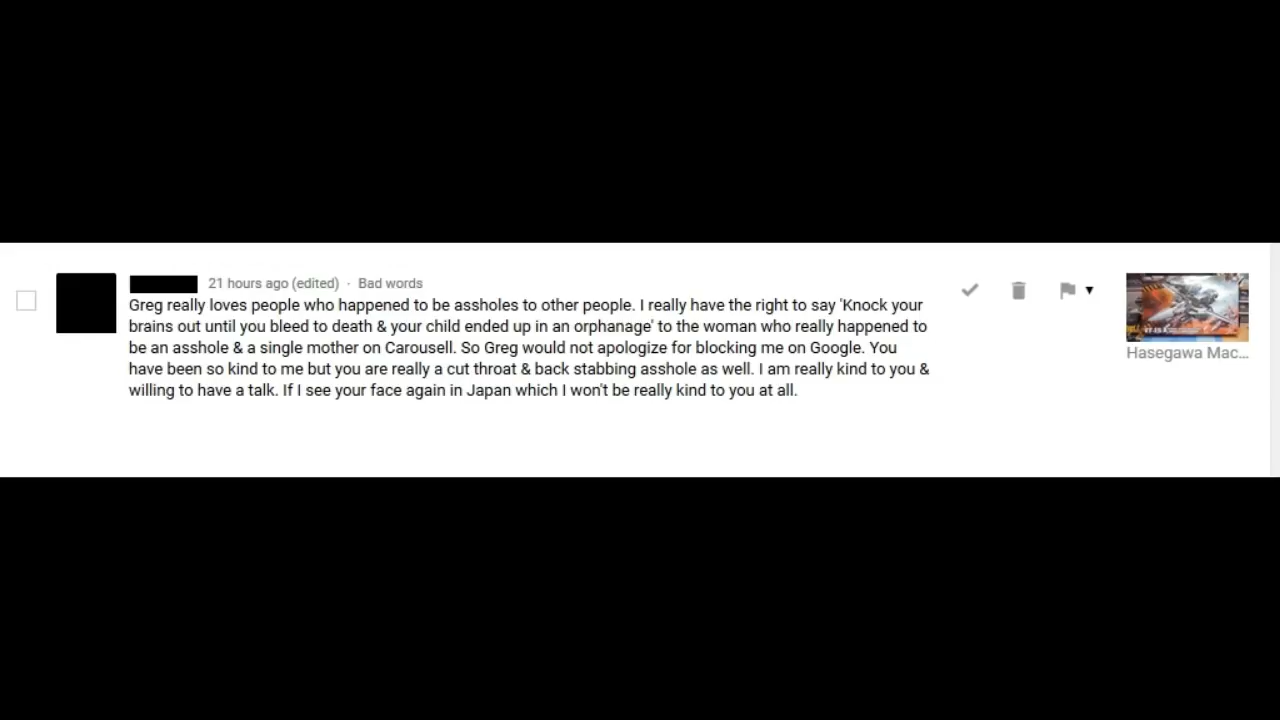 21 hours ago (edited) · Bad words
Greg really loves people who happened to be assholes to other people. I really have the right to say 'Knock your
brains out until you bleed to death & your child ended up in an orphanage' to the woman who really happened to
be an asshole & a single mother on Carousell. So Greg would not apologize for blocking me on Google. You
have been so kind to me but you are really a cut throat & back stabbing asshole as well. I am really kind to you &
willing to have a talk. If I see your face again in Japan which I won't be really kind to you at all.
Hasegawa Mac...